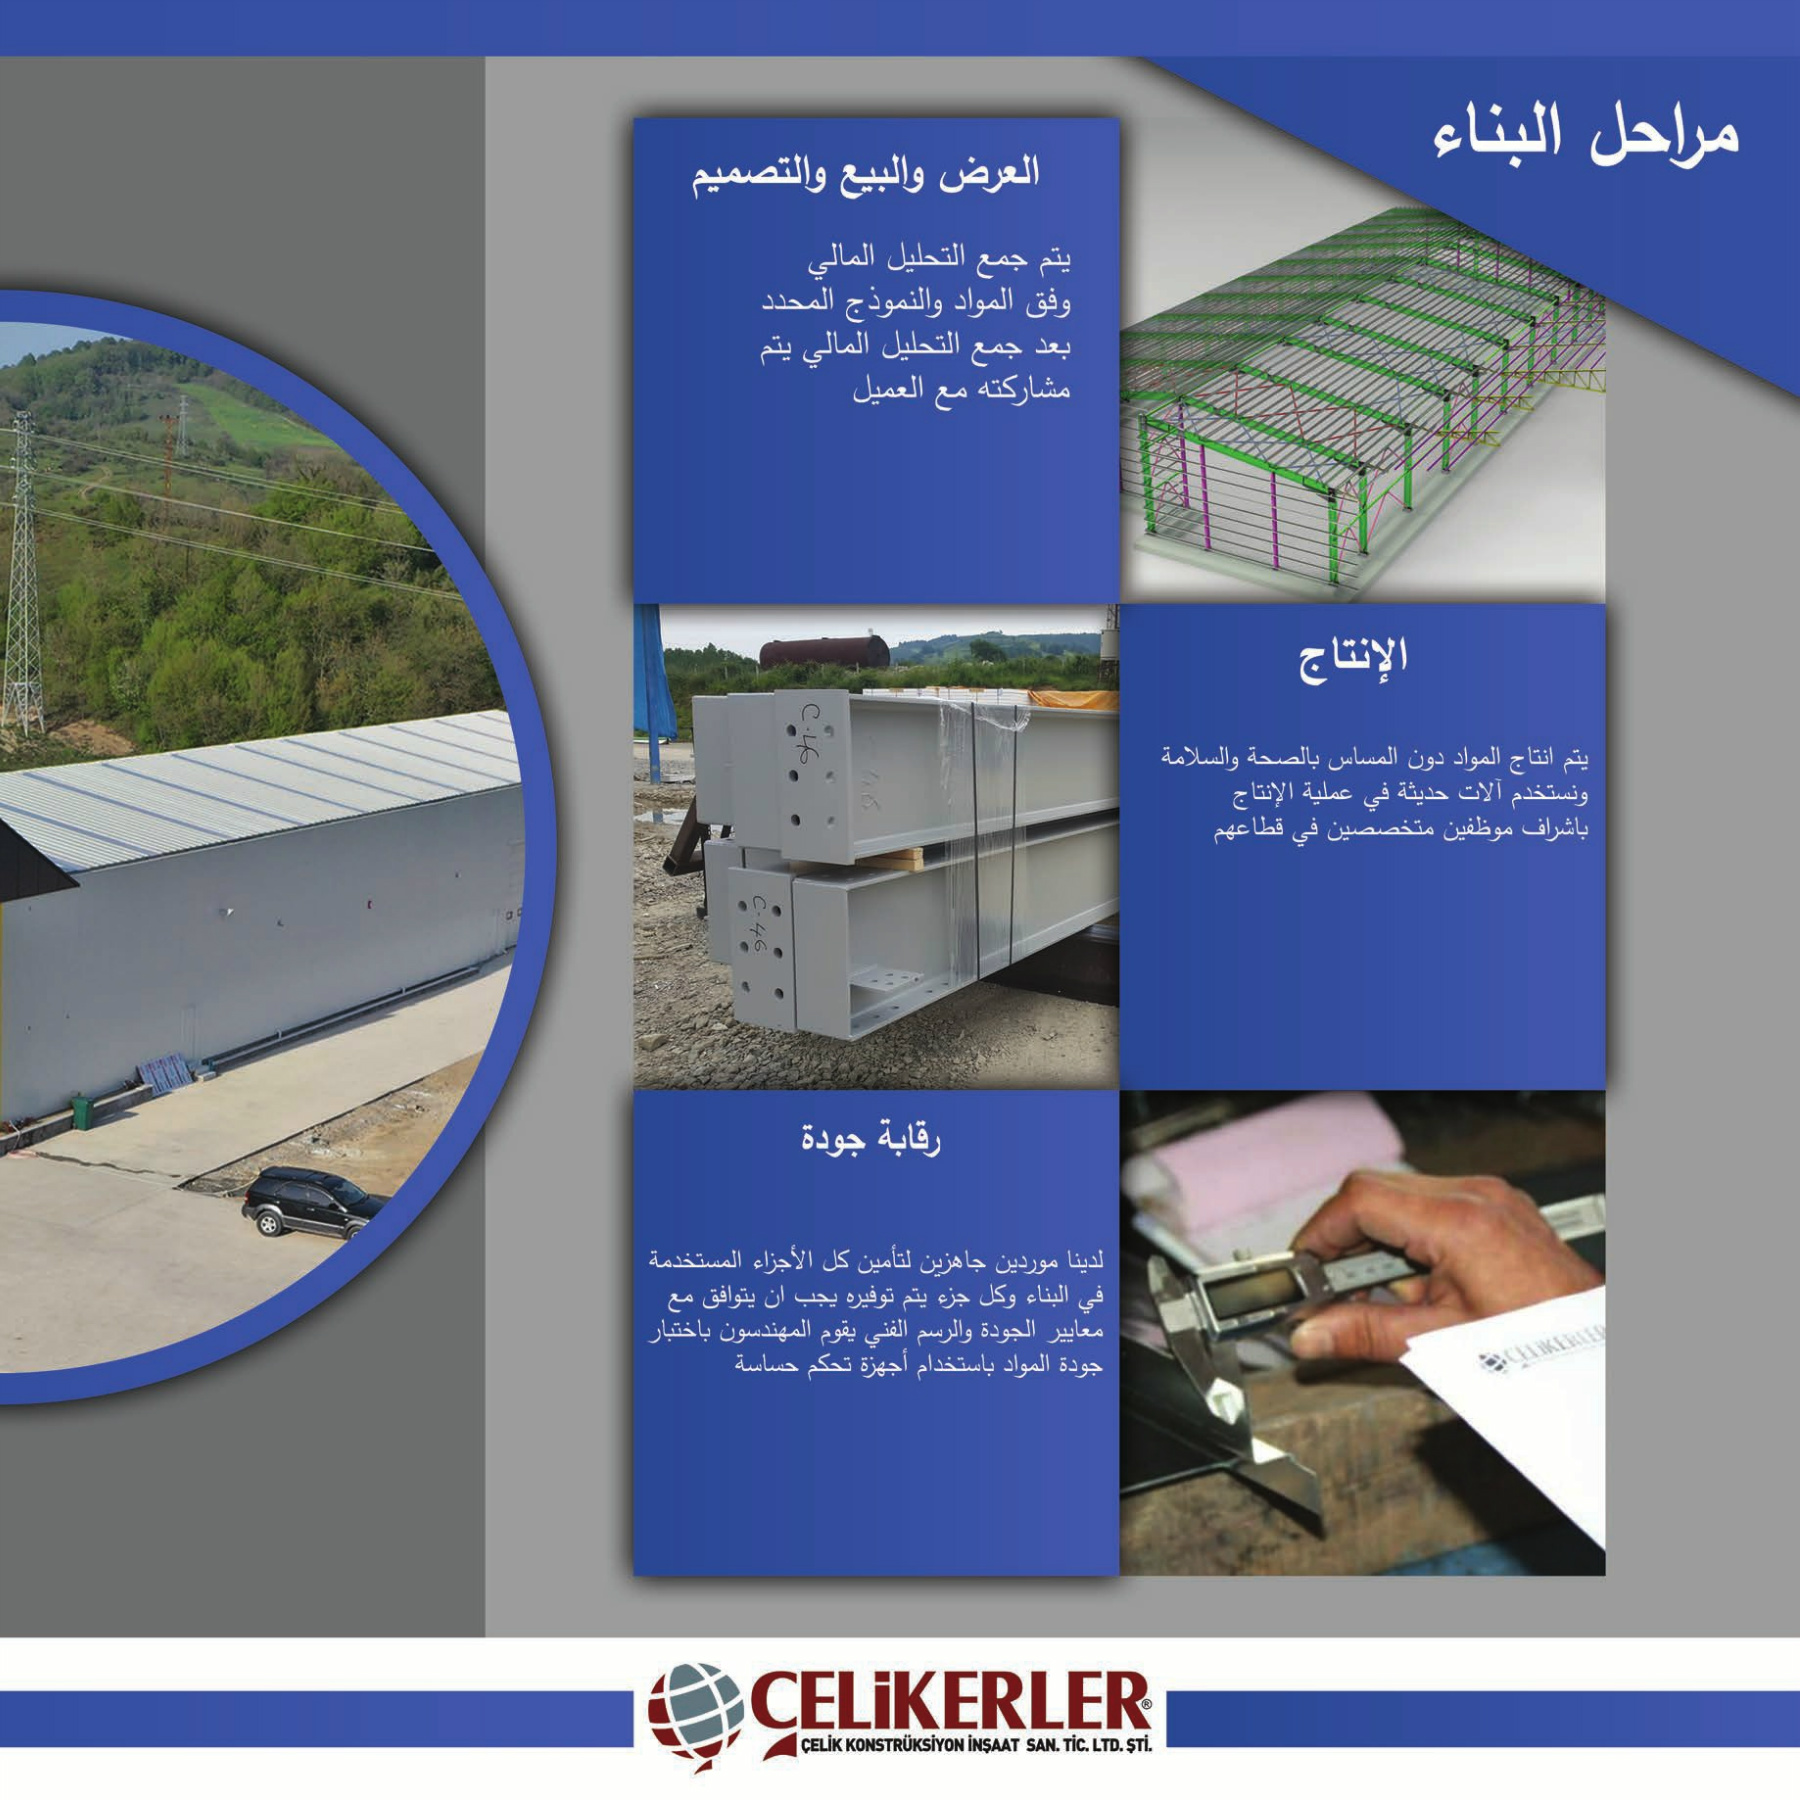 مراحل البناء
العرض والبيع والتصميم
يتم جمع التحليل المالي
وفق المواد والنموذج المحدد
بعد جمع التحليل المالي يتم
مشاركته مع العميل
الإنتاج
يتم انتاج المواد دون المساس بالصحة والسلامة
ونستخدم آلات حديثة في عملية الإنتاج
باشراف موظفين متخصصين في قطاعهم
C-46
C-46
رقابة جودة
لدينا موردين جاهزين لتأمين كل الأجزاء المستخدمة
في البناء وكل جزء يتم توفيره يجب ان يتوافق مع
معايير الجودة والرسم الفني يقوم المهندسون باختبار
جودة المواد باستخدام أجهزة تحكم حساسة
ÇELİKERLER
ÇELiKERLER®
ÇELİK KONSTRÜKSİYON İNŞAAT SAN. TİC. LTD. ŞTİ.